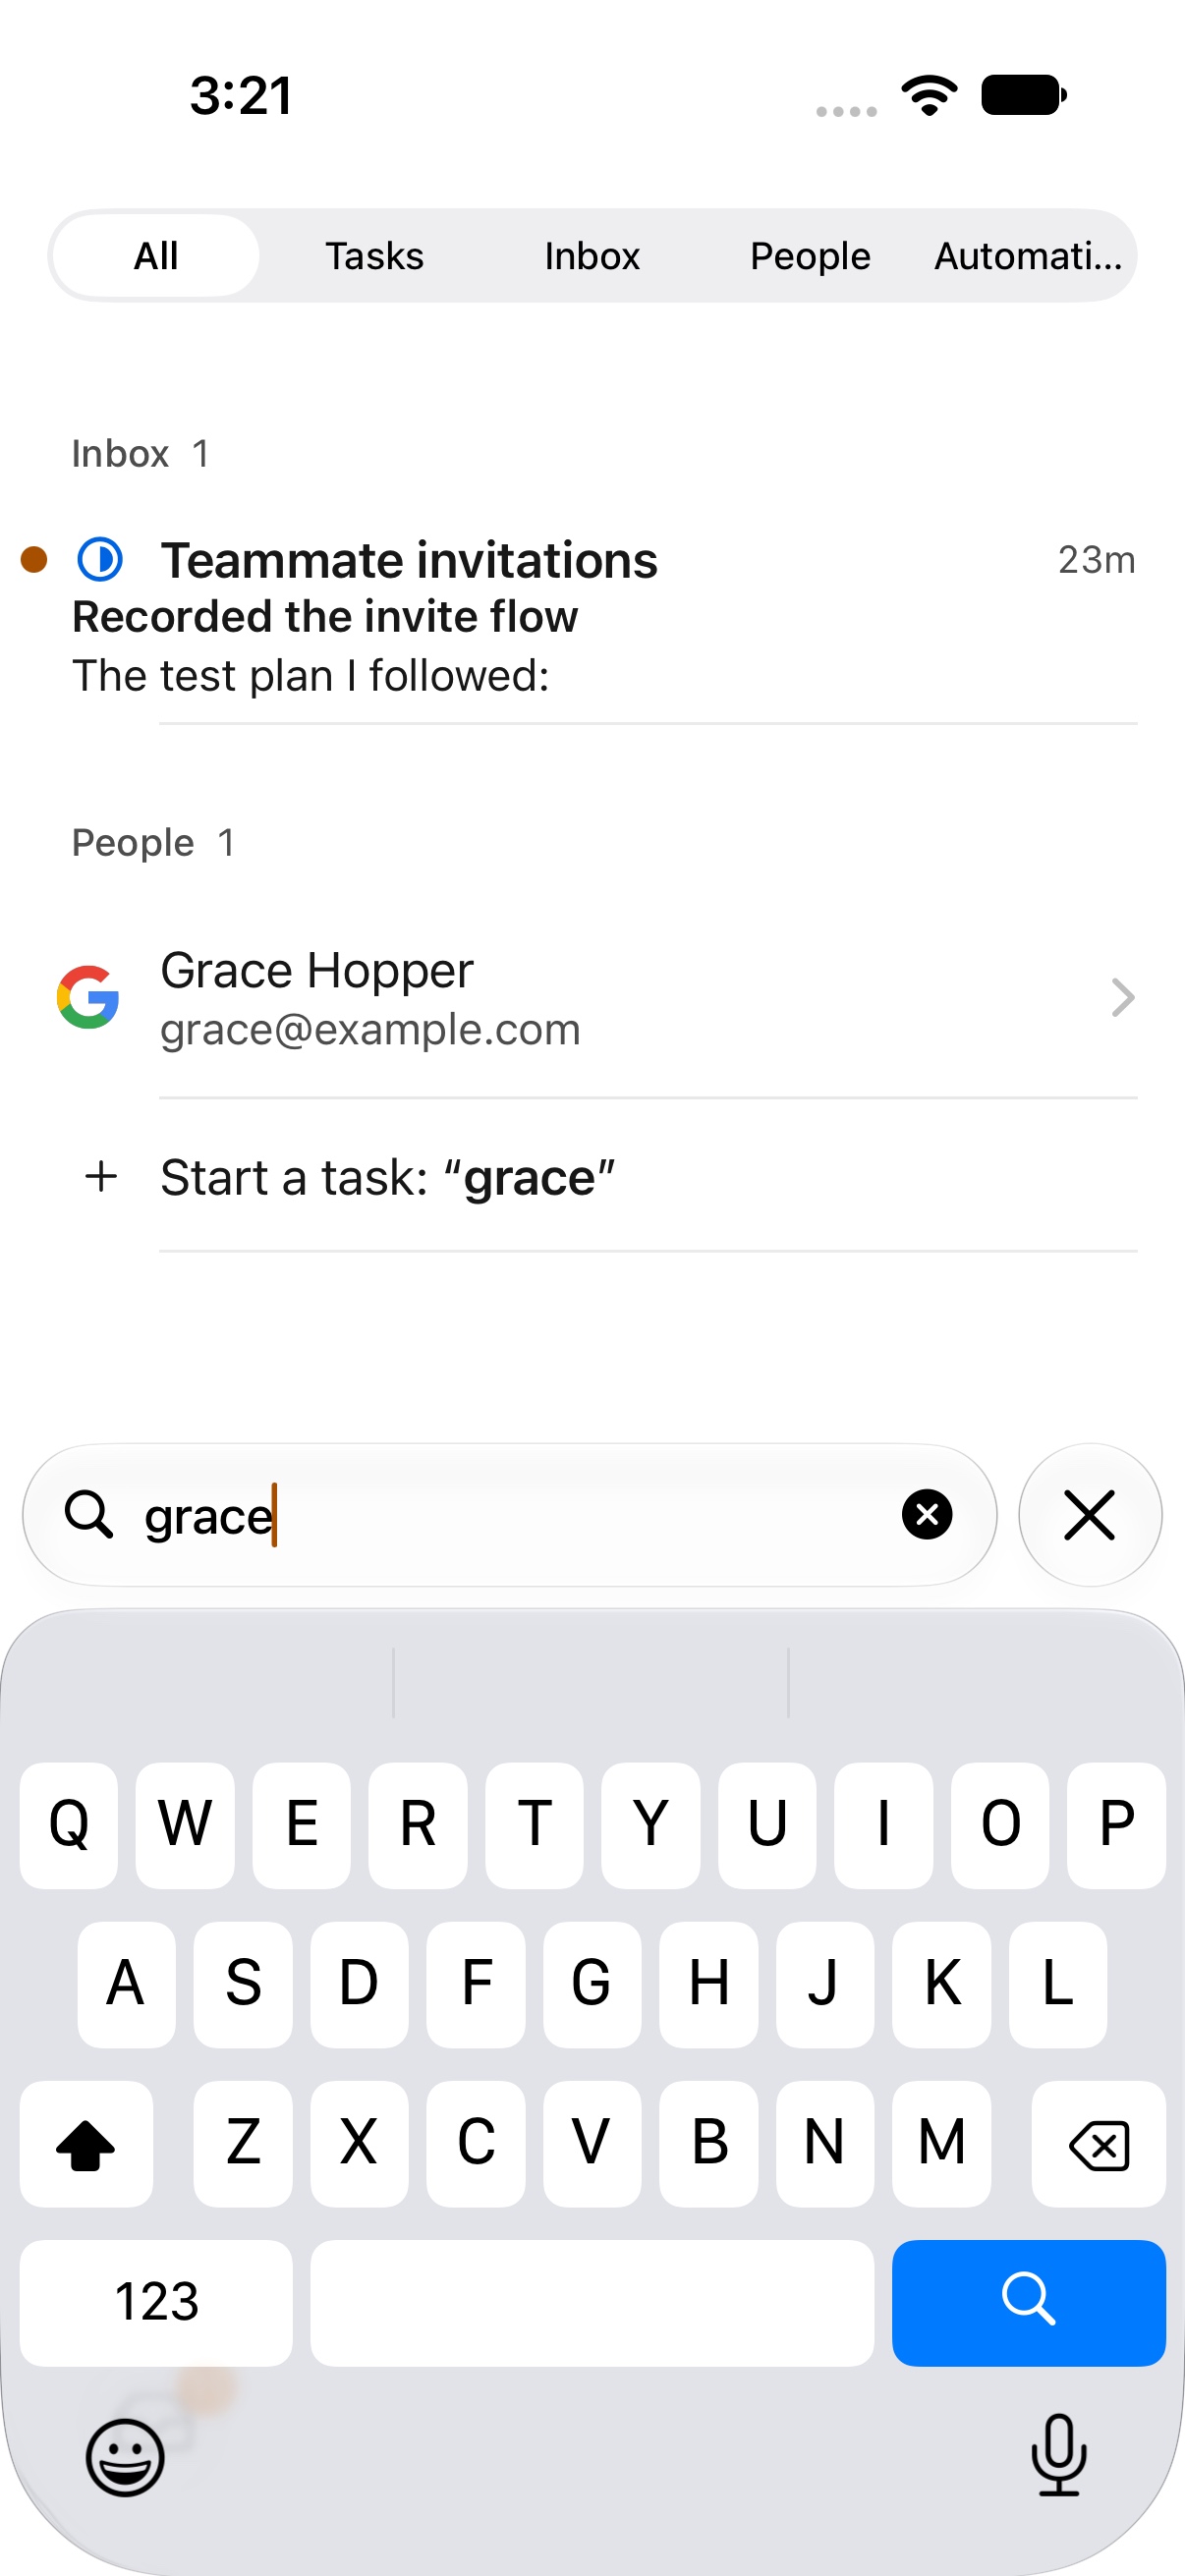 3:21
All Tasks Inbox People Automati...
Inbox 1
Teammate invitations 23m
Recorded the invite flow
The test plan I followed:
People 1
Grace Hopper
grace@example.com
Start a task: “grace”
grace
Q W E R T Y U I O P
A S D F G H J K L
Z X C V B N M
123